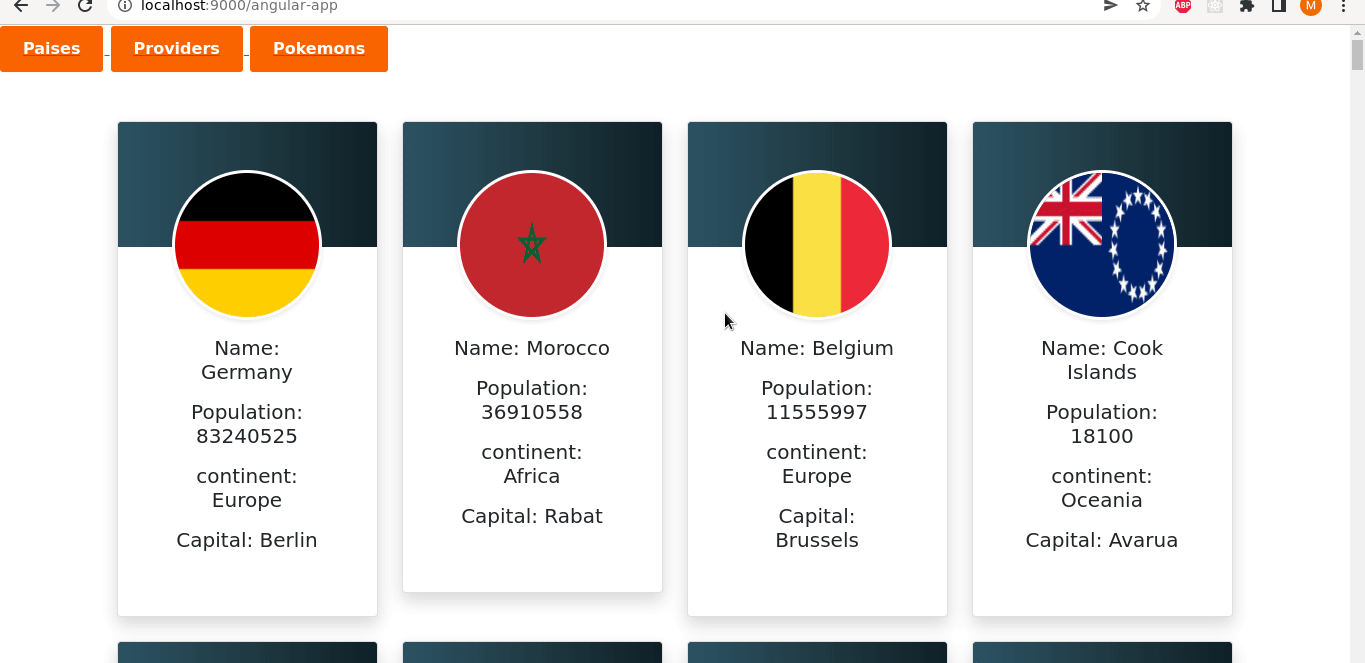 localhost:9000/angular-app
ABP
M
Paises Providers Pokemons
Name:
Germany
Population:
83240525
continent:
Europe
Capital: Berlin
Name: Morocco
Population:
36910558
continent:
Africa
Capital: Rabat
Name: Belgium
Population:
11555997
continent:
Europe
Capital:
Brussels
Name: Cook
Islands
Population:
18100
continent:
Oceania
Capital: Avarua